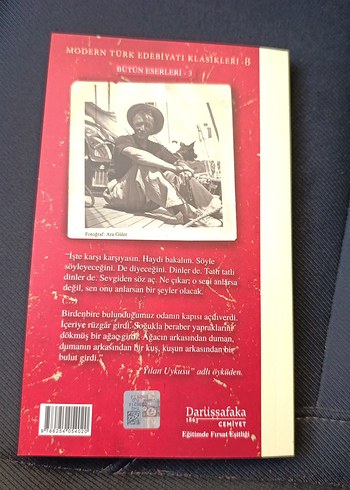 MODERN TÜRK EDEBİYATI KLASİKLERİ - 8
BÜTÜN ESERLERİ - 3
Fotoğraf: Ara Güler
"İşte karşı karşıyasın. Haydi bakalım. Söyle
söyleyeceğini. De diyeceğini. Dinler de. Tatlı tatlı
dinler de. Sevgiden söz aç. Ne çıkar; o seni anlarsa
değil, sen onu anlarsan bir şeyler olacak.
Birdenbire bulunduğumuz odanın kapısı açılıverdi.
İçeriye rüzgâr girdi. Soğukla beraber yapraklarını
dökmüş bir ağaç girdi. Ağacın arkasından duman,
dumanın arkasından bir kuş, kuşun arkasından bir
bulut girdi."
"Yılan Uykusu" adlı öyküden.
Darüşşafaka
1863
CEMİYET
Eğitimde Fırsat Eşitliği
9786254056020